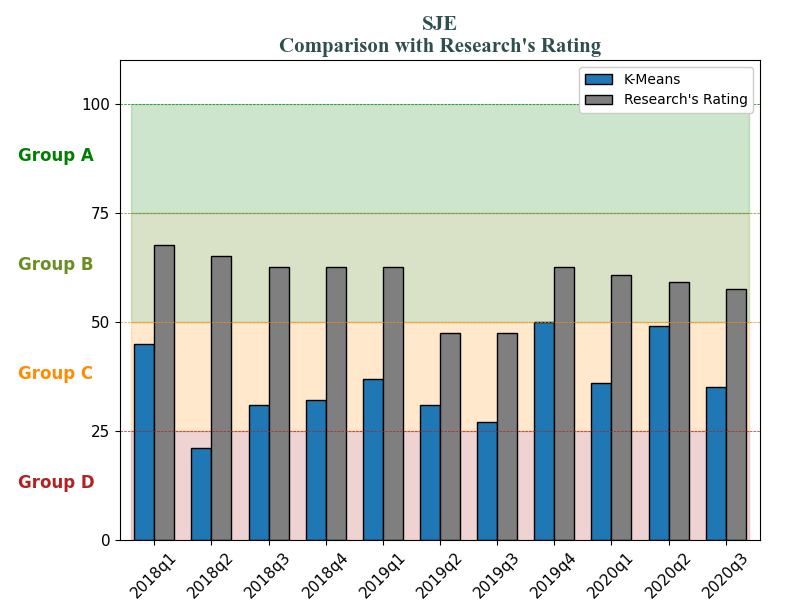 SJE
Comparison with Research's Rating
K-Means
Research's Rating
100
Group A
75
Group B
50
Group C
25
Group D
0
2018q1
2018q2
2018q3
2018q4
2019q1
2019q2
2019q3
2019q4
2020q1
2020q2
2020q3